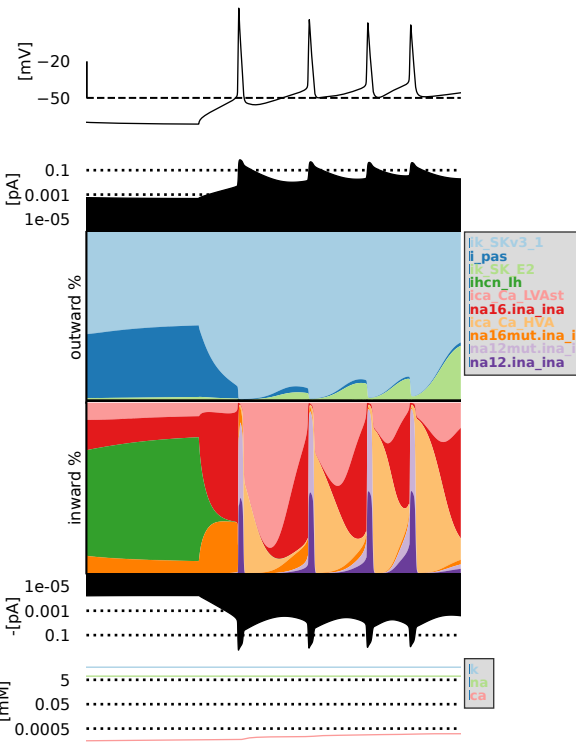 [mV]
−20
−50
[pA]
0.1
0.001
1e-05
outward %
ik_SKv3_1
i_pas
ik_SK_E2
ihcn_Ih
ica_Ca_LVAst
na16.ina_ina
ica_Ca_HVA
na16mut.ina_i
na12mut.ina_i
na12.ina_ina
inward %
-[pA]
1e-05
0.001
0.1
[mM]
5
0.05
0.0005
k
na
ca